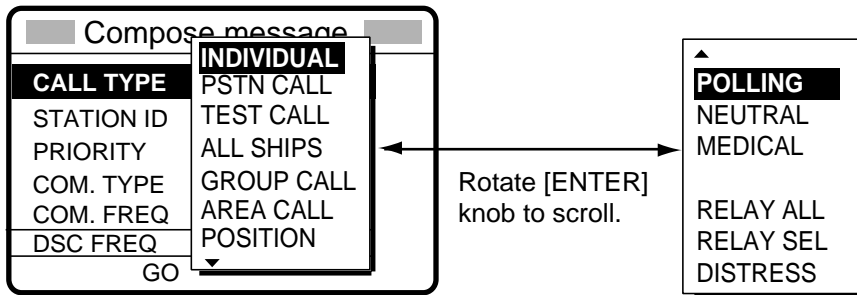 Compose message
CALL TYPE
STATION ID
PRIORITY
COM. TYPE
COM. FREQ
DSC FREQ
GO
INDIVIDUAL
PSTN CALL
TEST CALL
ALL SHIPS
GROUP CALL
AREA CALL
POSITION
Rotate [ENTER]
knob to scroll.
POLLING
NEUTRAL
MEDICAL
RELAY ALL
RELAY SEL
DISTRESS